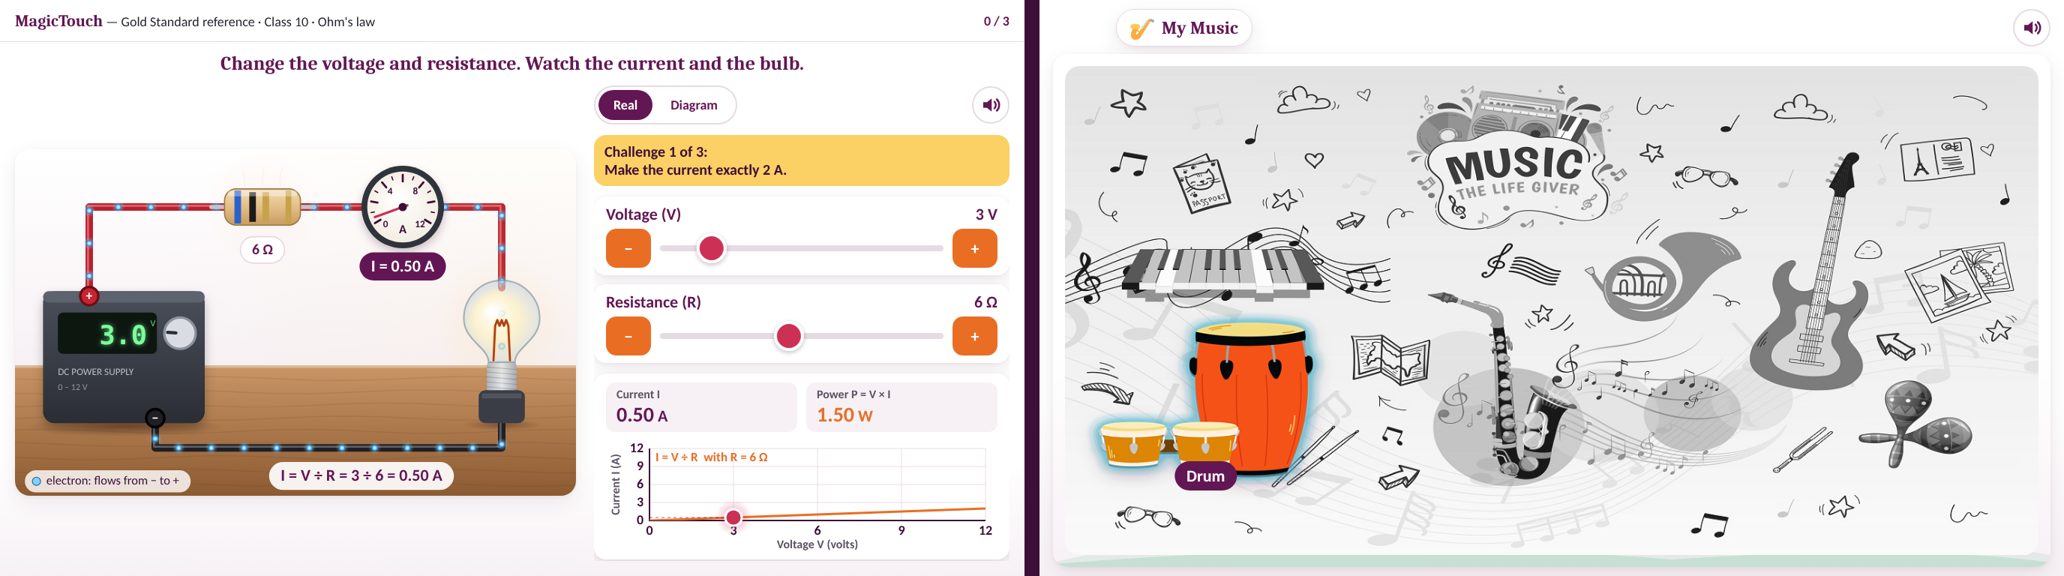 MagicTouch — Gold Standard reference · Class 10 · Ohm's law
0 / 3
Change the voltage and resistance. Watch the current and the bulb.
Real
Diagram
Challenge 1 of 3:
Make the current exactly 2 A.
Voltage (V)
3 V
–
+
Resistance (R)
6 Ω
–
+
Current I
0.50 A
Power P = V × I
1.50 W
12
9
6
3
0
Current I (A)
I = V ÷ R with R = 6 Ω
0
3
6
9
12
Voltage V (volts)
6 Ω
0
4
8
12
A
I = 0.50 A
+
3.0
V
DC POWER SUPPLY
0 – 12 V
–
electron: flows from – to +
I = V ÷ R = 3 ÷ 6 = 0.50 A
My Music
MUSIC
THE LIFE GIVER
PASSPORT
Drum